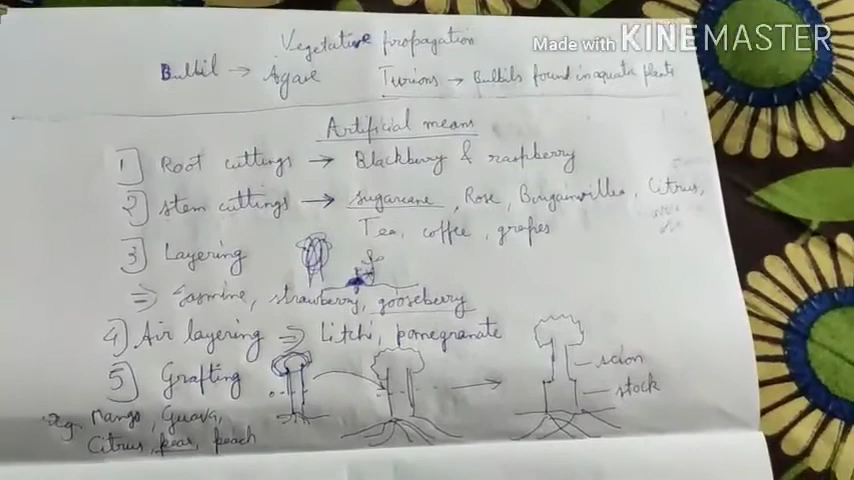 Made with KINEMASTER
Vegetative propagation
Bulbil → Agave Turions → Bulbils found in aquatic plants
Artificial means
1] Root cuttings → Blackberry & raspberry
2] Stem cuttings → Sugarcane, Rose, Bougainvillea, Citrus,
Tea, coffee, grapes
3] Layering
⇒ Jasmine, strawberry, gooseberry
4] Air layering ⇒ Litchi, pomegranate
5] Grafting
scion
stock
eg. Mango, Guava,
Citrus, pear, peach